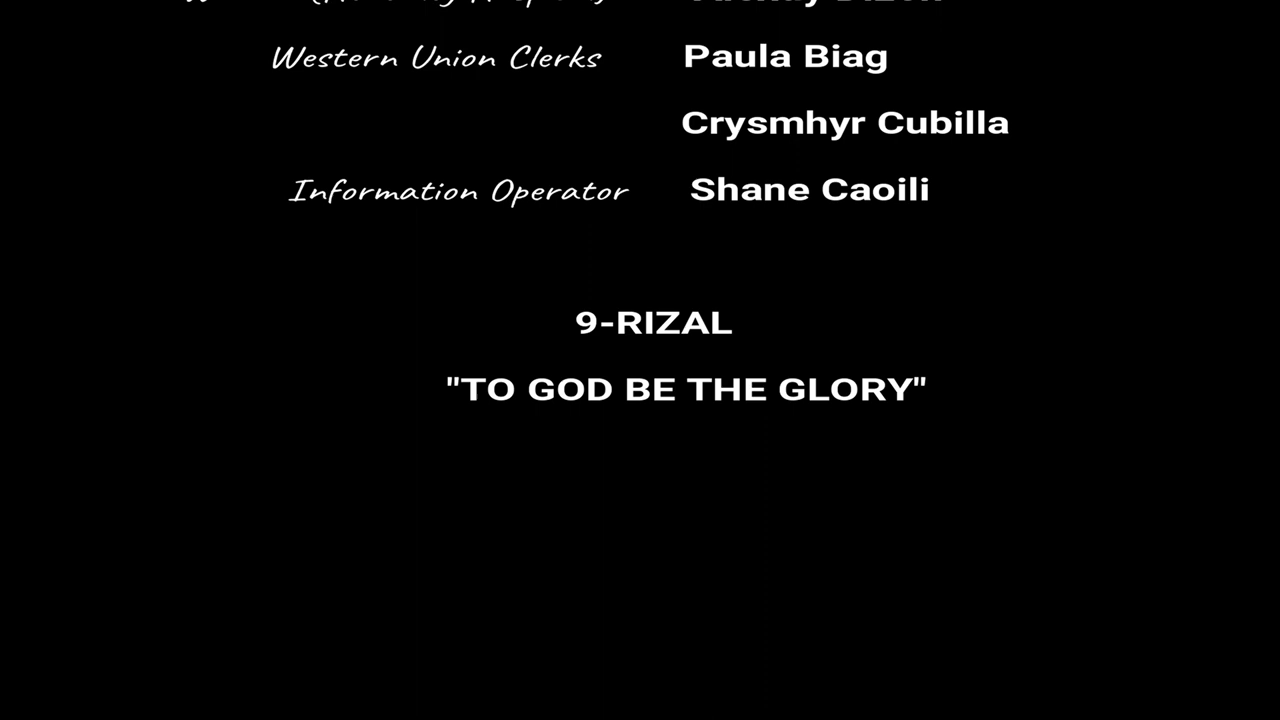 Western Union Clerks Paula Biag
Crysmhyr Cubilla
Information Operator Shane Caoili
9-RIZAL
"TO GOD BE THE GLORY"